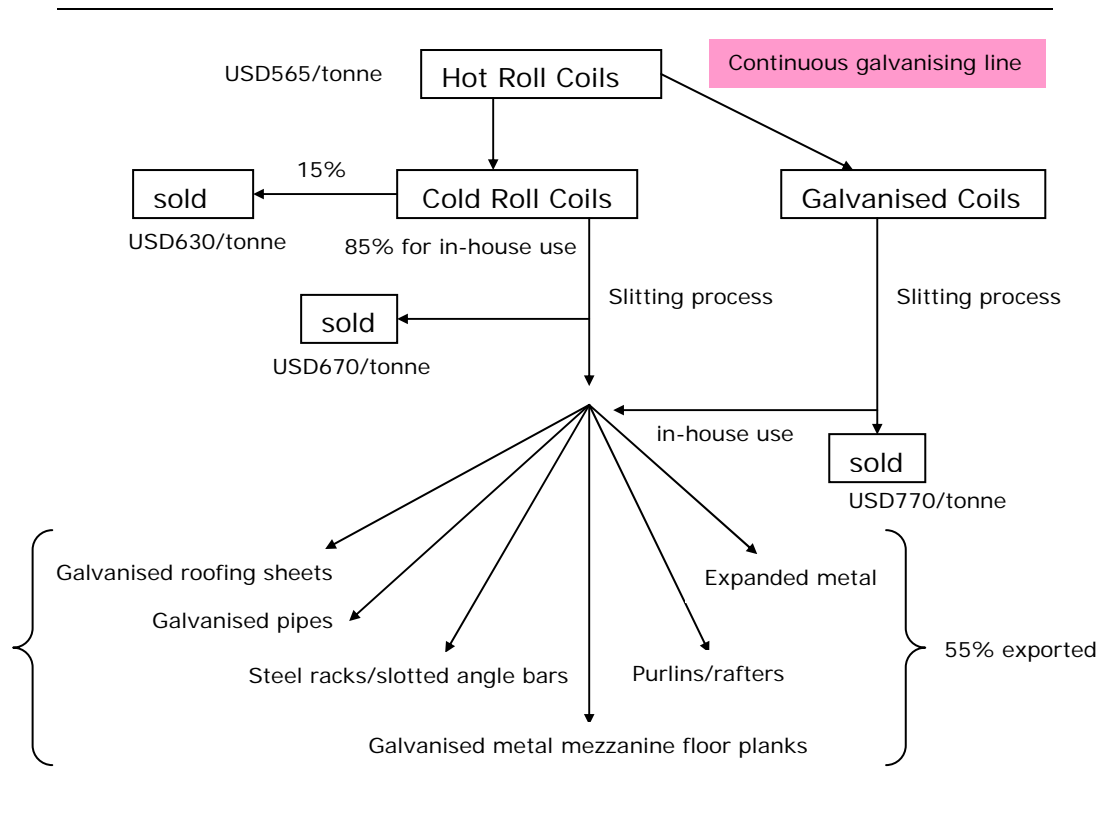 USD565/tonne
Hot Roll Coils
Continuous galvanising line
15%
sold
Cold Roll Coils
Galvanised Coils
USD630/tonne
85% for in-house use
Slitting process
Slitting process
sold
USD670/tonne
in-house use
sold
USD770/tonne
Galvanised roofing sheets
Expanded metal
Galvanised pipes
55% exported
Steel racks/slotted angle bars
Purlins/rafters
Galvanised metal mezzanine floor planks